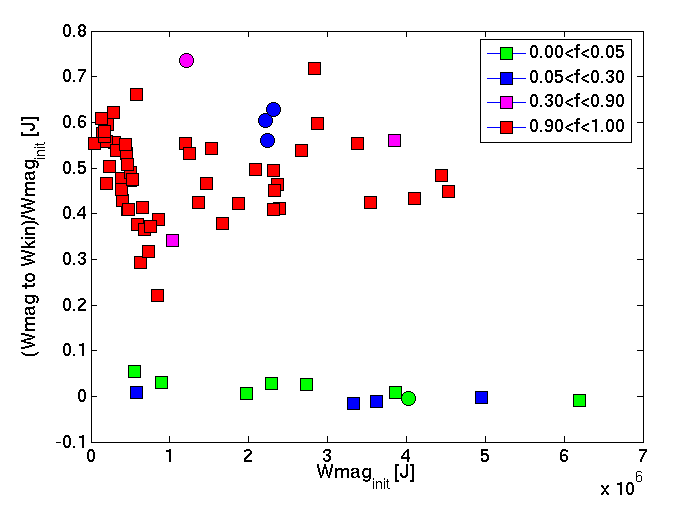 0.8
0.7
0.6
0.5
0.4
0.3
0.2
0.1
0
-0.1
(Wmag to Wkin)/Wmag_init [J]
0.00<f<0.05
0.05<f<0.30
0.30<f<0.90
0.90<f<1.00
0 1 2 3 4 5 6 7
Wmag_init [J]
x 10^6